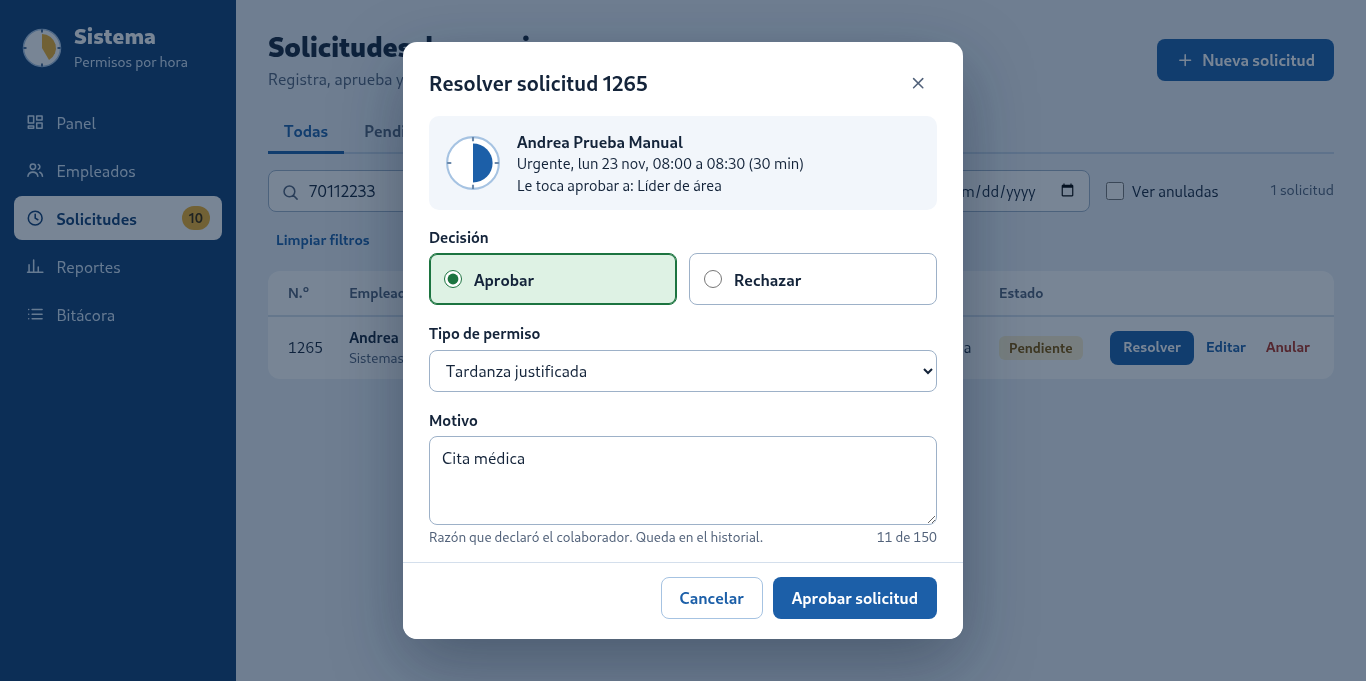 Sistema
Permisos por hora
Panel
Empleados
Solicitudes 10
Reportes
Bitácora
Solicitudes
Registra, aprueba y
+ Nueva solicitud
Todas
70112233
dd/yyyy
Ver anuladas
1 solicitud
Limpiar filtros
N.º
Estado
1265
Andrea
Sistemas
Pendiente
Resolver
Editar
Anular
Resolver solicitud 1265
Andrea Prueba Manual
Urgente, lun 23 nov, 08:00 a 08:30 (30 min)
Le toca aprobar a: Líder de área
Decisión
Aprobar
Rechazar
Tipo de permiso
Tardanza justificada
Motivo
Cita médica
Razón que declaró el colaborador. Queda en el historial.
11 de 150
Cancelar
Aprobar solicitud